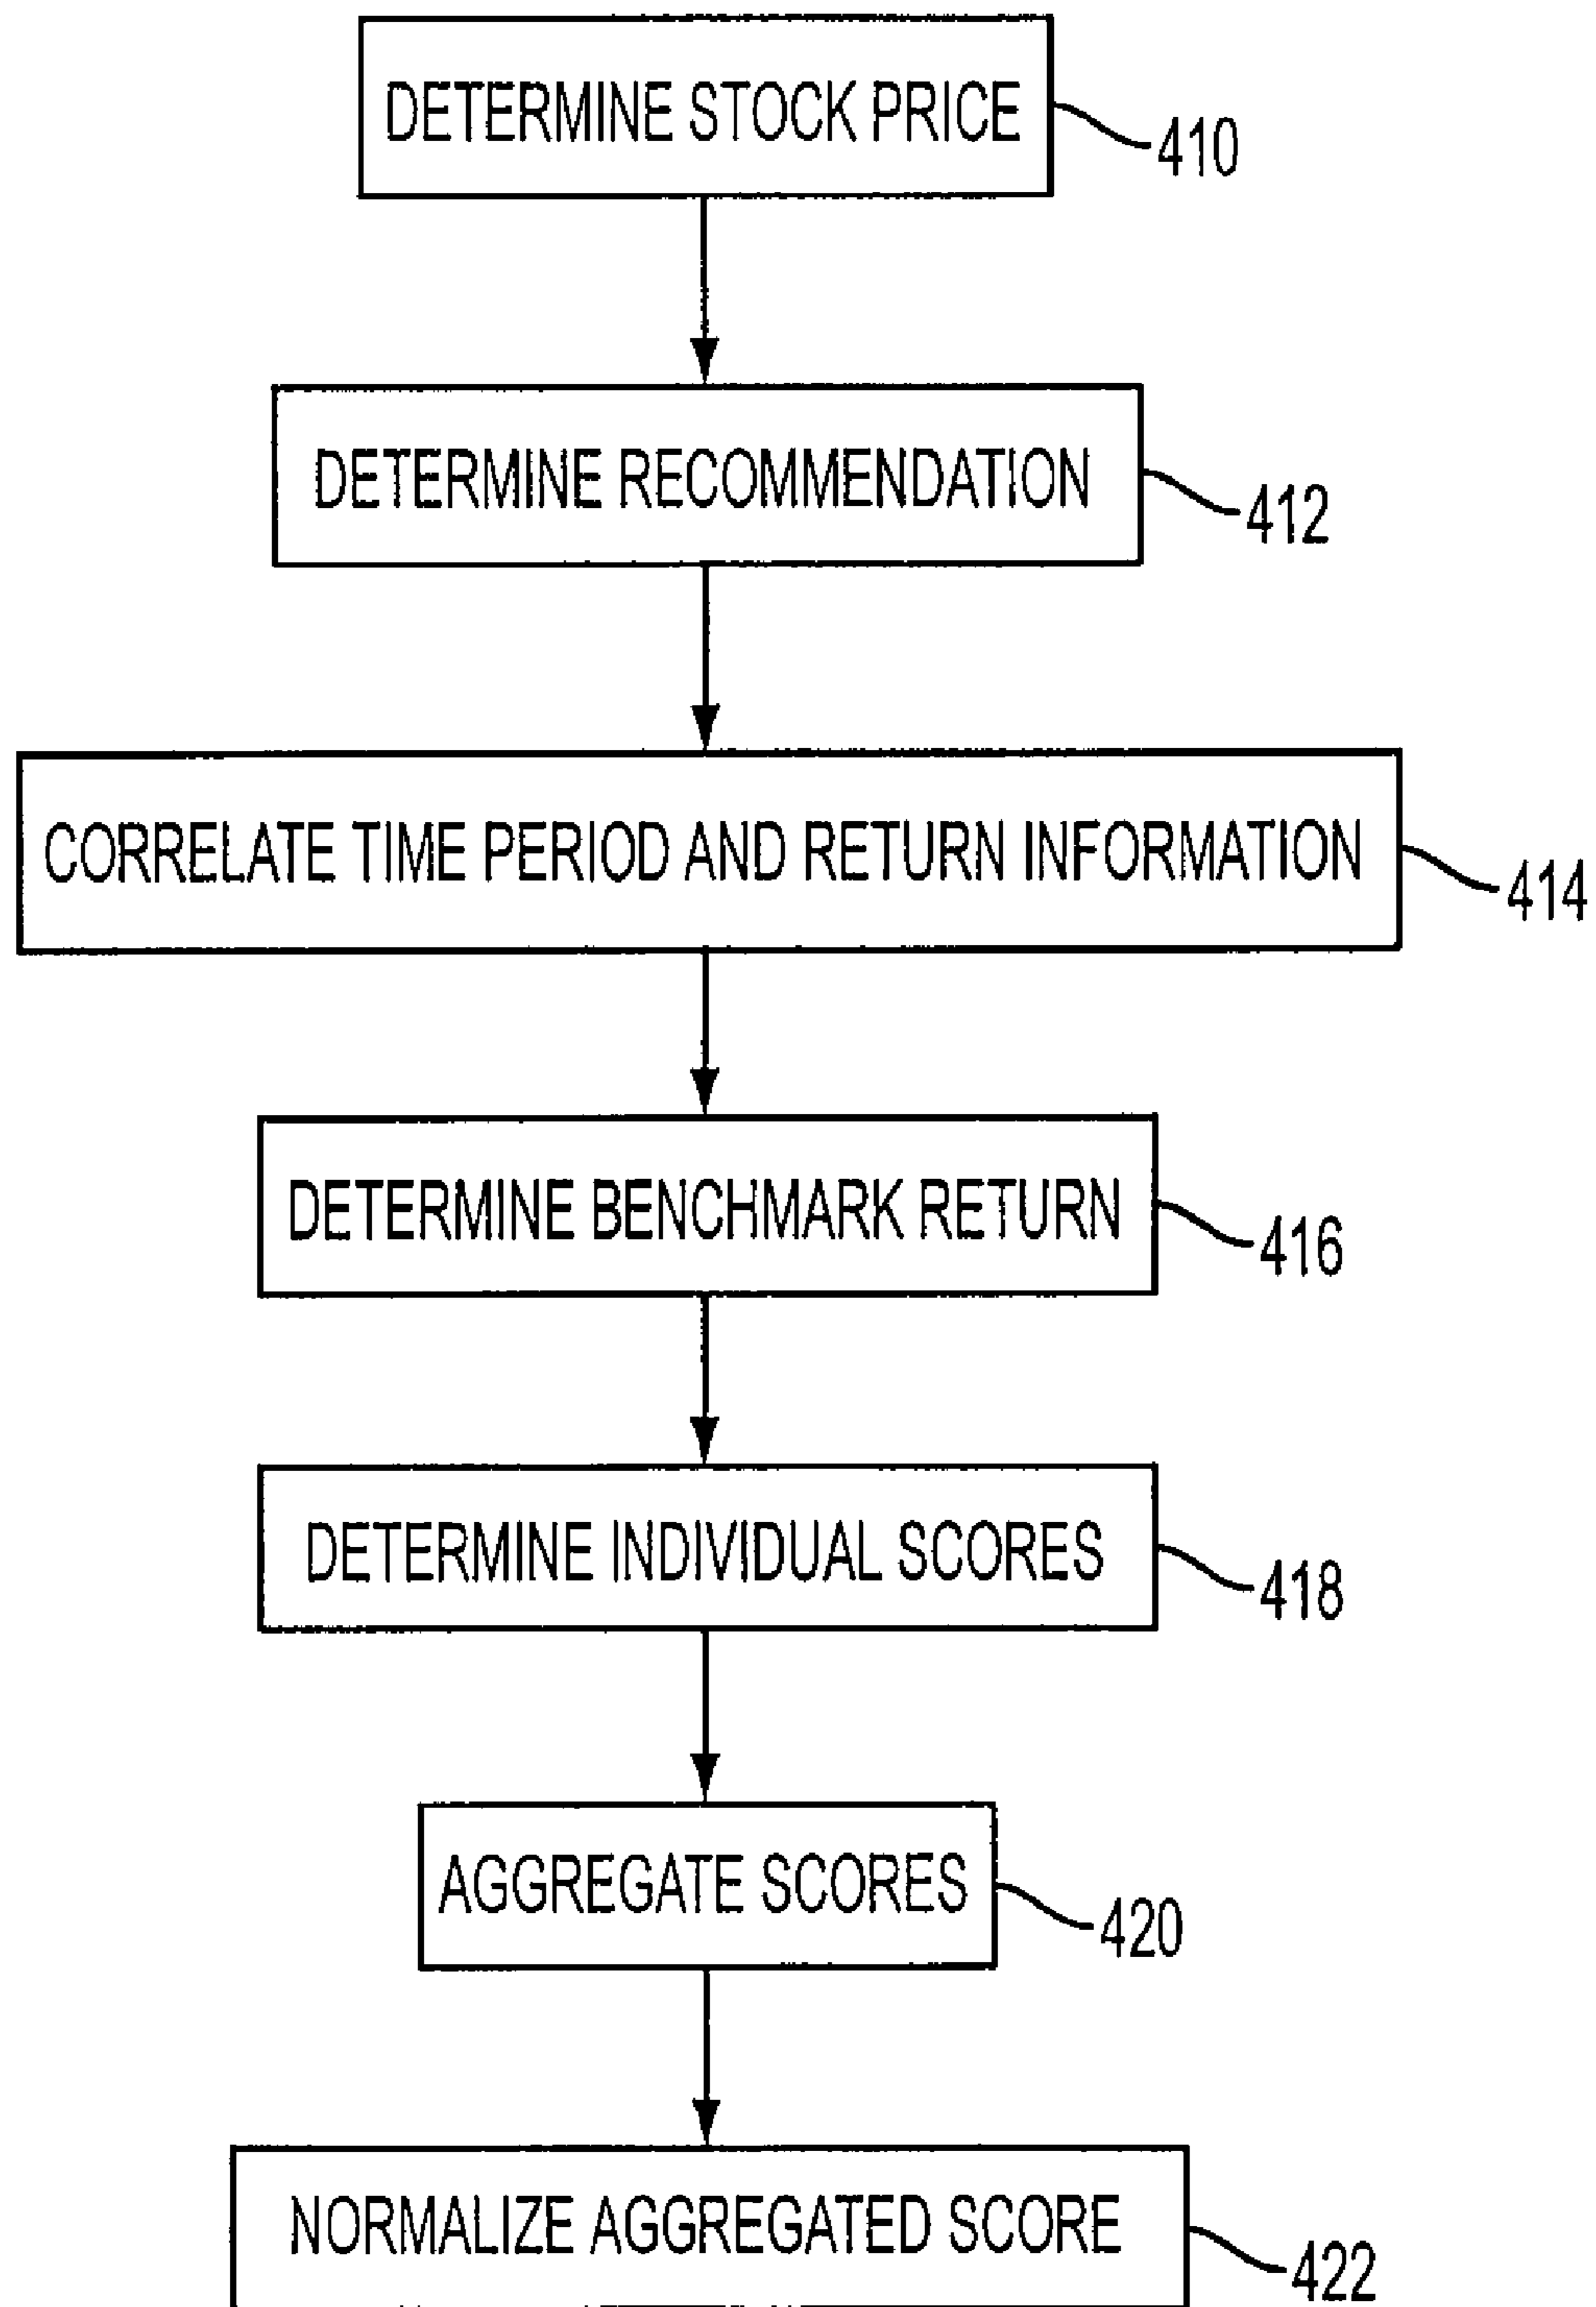 DETERMINE STOCK PRICE
410
DETERMINE RECOMMENDATION
412
CORRELATE TIME PERIOD AND RETURN INFORMATION
414
DETERMINE BENCHMARK RETURN
416
DETERMINE INDIVIDUAL SCORES
418
AGGREGATE SCORES
420
NORMALIZE AGGREGATED SCORE
422